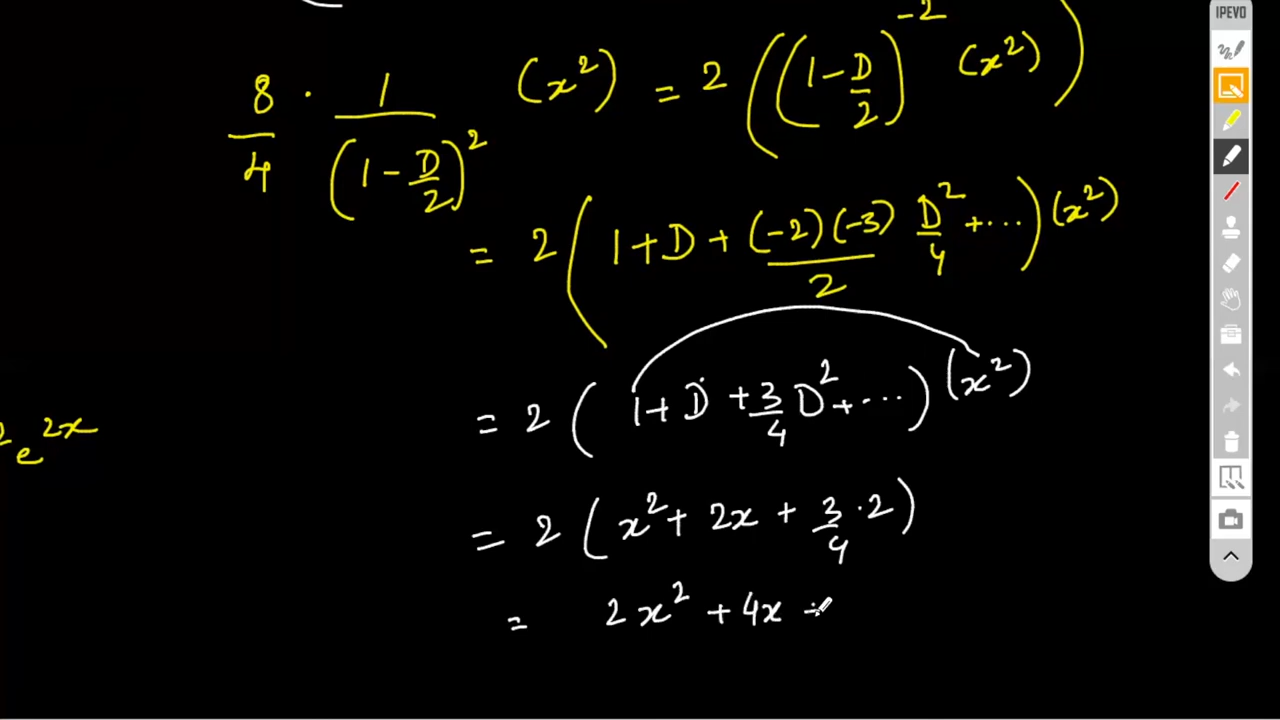 8/4 · 1/(1 - D/2)² (x²) = 2((1 - D/2)⁻² (x²))
= 2(1 + D + (-2)(-3)/2 D²/4 + ...)(x²)
= 2(1 + D + 3/4 D² + ...)(x²)
e^2x
= 2(x² + 2x + 3/4 · 2)
= 2x² + 4x
IPEVO